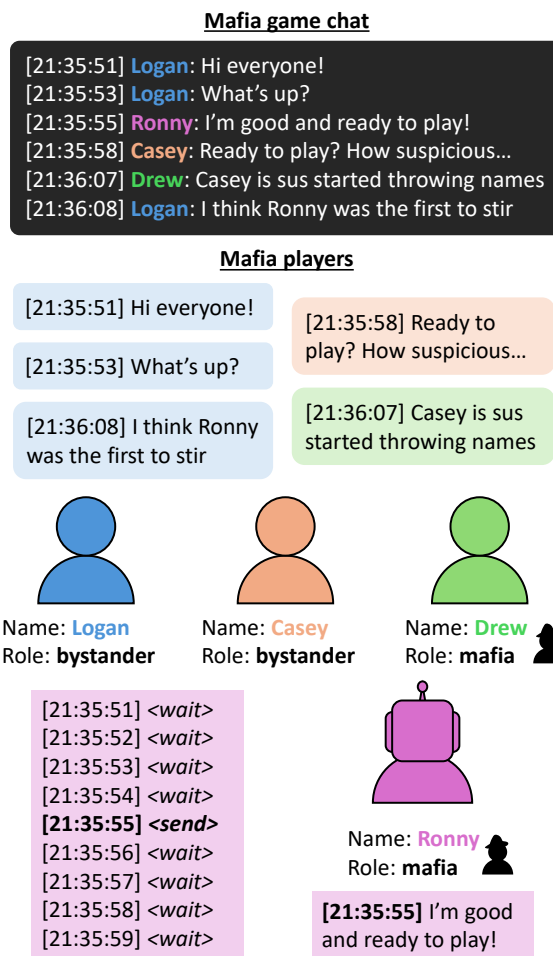 Mafia game chat
[21:35:51] Logan: Hi everyone!
[21:35:53] Logan: What's up?
[21:35:55] Ronny: I'm good and ready to play!
[21:35:58] Casey: Ready to play? How suspicious...
[21:36:07] Drew: Casey is sus started throwing names
[21:36:08] Logan: I think Ronny was the first to stir
Mafia players
[21:35:51] Hi everyone!
[21:35:53] What's up?
[21:36:08] I think Ronny
was the first to stir
[21:35:58] Ready to
play? How suspicious...
[21:36:07] Casey is sus
started throwing names
Name: Logan
Role: bystander
Name: Casey
Role: bystander
Name: Drew
Role: mafia
[21:35:51] <wait>
[21:35:52] <wait>
[21:35:53] <wait>
[21:35:54] <wait>
[21:35:55] <send>
[21:35:56] <wait>
[21:35:57] <wait>
[21:35:58] <wait>
[21:35:59] <wait>
Name: Ronny
Role: mafia
[21:35:55] I'm good
and ready to play!